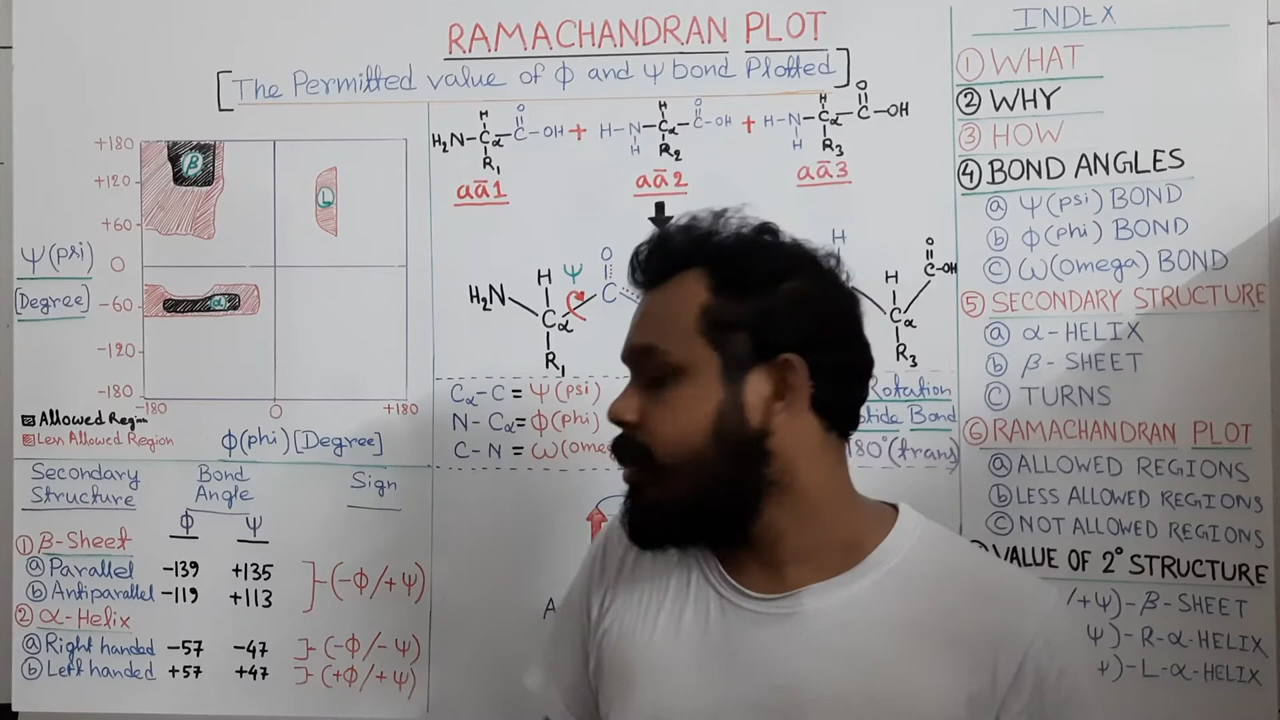 RAMACHANDRAN PLOT
[The Permitted value of Φ and Ψ bond Plotted]
+180
+120
+60
0
-60
-120
-180
-180
0
+180
β
L
α
Ψ(psi)
[Degree]
Φ(phi) [Degree]
Allowed Region
Less Allowed Region
H H H
O O O
H₂N-Cα-C-OH + H-N-Cα-C-OH + H-N-Cα-C-OH
R₁ H R₂ H R₃
aā1 aā2 aā3
H Ψ O
H₂N Cα C
R₁
H
H C-OH
O
Cα
R₃
Cα-C = Ψ(psi)
N-Cα = Φ(phi)
C-N = ω(ome
Rotation
Bond
180°(trans)
A
Secondary Structure
Bond Angle
Sign
Φ Ψ
① β-Sheet
ⓐ Parallel -139 +135
ⓑ Antiparallel -119 +113
}-(-Φ/+Ψ)
② α-Helix
ⓐ Right handed -57 -47 }-(-Φ/-Ψ)
ⓑ Left handed +57 +47 }-(+Φ/+Ψ)
INDEX
① WHAT
② WHY
③ HOW
④ BOND ANGLES
ⓐ Ψ(psi) BOND
ⓑ Φ(phi) BOND
ⓒ ω(omega) BOND
⑤ SECONDARY STRUCTURE
ⓐ α-HELIX
ⓑ β-SHEET
ⓒ TURNS
⑥ RAMACHANDRAN PLOT
ⓐ ALLOWED REGIONS
ⓑ LESS ALLOWED REGIONS
ⓒ NOT ALLOWED REGIONS
VALUE OF 2° STRUCTURE
/+Ψ)-β-SHEET
Ψ)-R-α-HELIX
Ψ)-L-α-HELIX